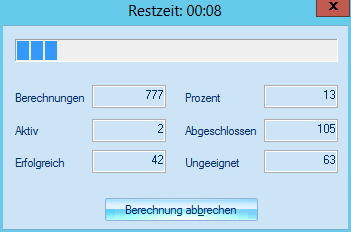 Restzeit: 00:08
x
Berechnungen 777 Prozent 13
Aktiv 2 Abgeschlossen 105
Erfolgreich 42 Ungeeignet 63
Berechnung abbrechen